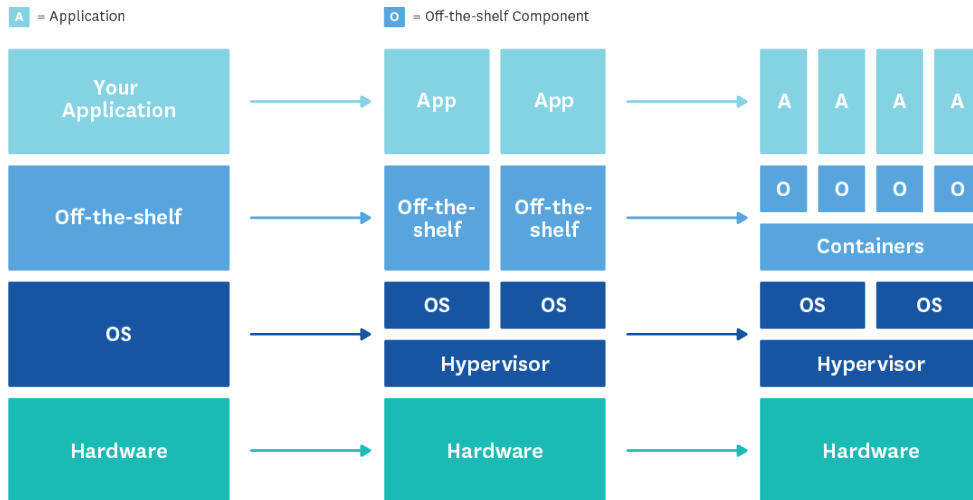 A = Application
O = Off-the-shelf Component
Your
Application
App
App
A
A
A
A
Off-the-shelf
Off-the-
shelf
Off-the-
shelf
O
O
O
O
Containers
OS
OS
OS
OS
OS
Hypervisor
Hypervisor
Hardware
Hardware
Hardware